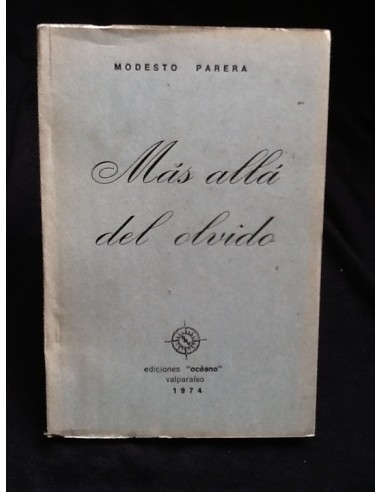 MODESTO PARERA
Más allá
del olvido
ediciones "océano"
valparaíso
1974